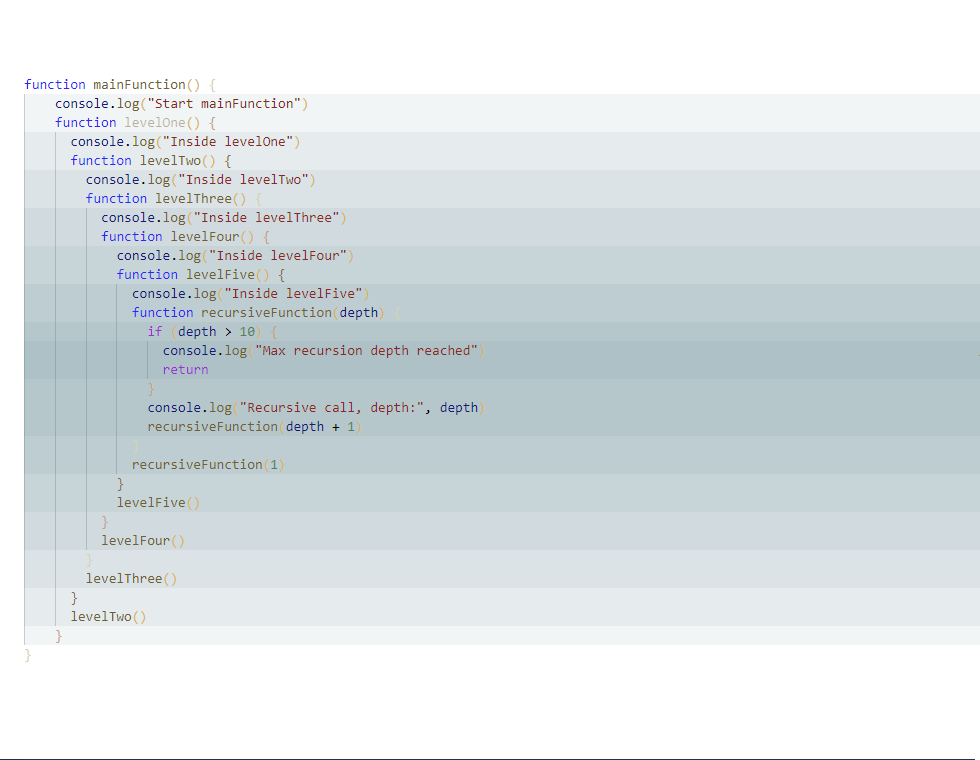 function mainFunction() {
console.log("Start mainFunction")
function levelOne() {
console.log("Inside levelOne")
function levelTwo() {
console.log("Inside levelTwo")
function levelThree() {
console.log("Inside levelThree")
function levelFour() {
console.log("Inside levelFour")
function levelFive() {
console.log("Inside levelFive")
function recursiveFunction(depth) {
if (depth > 10) {
console.log("Max recursion depth reached")
return
}
console.log("Recursive call, depth:", depth)
recursiveFunction(depth + 1)
}
recursiveFunction(1)
}
levelFive()
}
levelFour()
}
levelThree()
}
levelTwo()
}
}